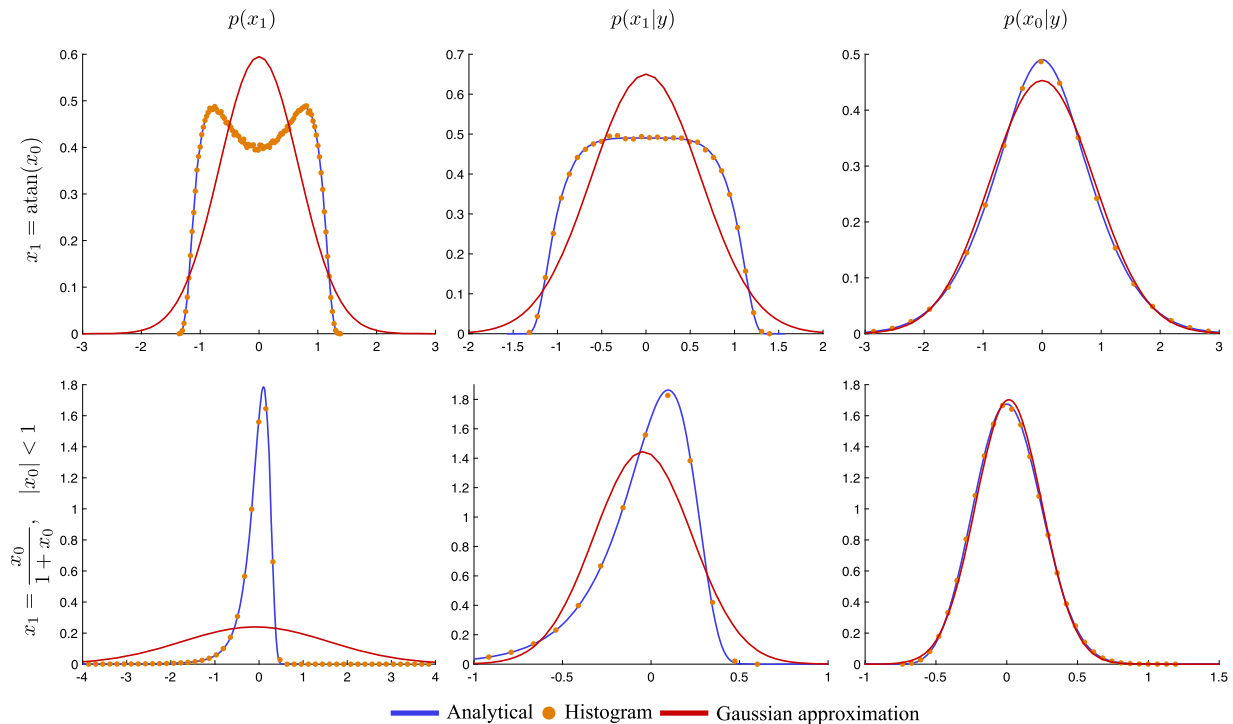 p(x₁) p(x₁|y) p(x₀|y)
x₁ = atan(x₀)
0.6 0.5 0.4 0.3 0.2 0.1 0
-3 -2 -1 0 1 2 3
0.7 0.6 0.5 0.4 0.3 0.2 0.1 0
-2 -1.5 -1 -0.5 0 0.5 1 1.5 2
0.5 0.4 0.3 0.2 0.1 0
-3 -2 -1 0 1 2 3
x₁ = x₀/(1 + x₀), |x₀| < 1
1.8 1.6 1.4 1.2 1 0.8 0.6 0.4 0.2 0
-4 -3 -2 -1 0 1 2 3 4
1.8 1.6 1.4 1.2 1 0.8 0.6 0.4 0.2 0
-1 -0.5 0 0.5 1
1.8 1.6 1.4 1.2 1 0.8 0.6 0.4 0.2 0
-1 -0.5 0 0.5 1 1.5
Analytical Histogram Gaussian approximation